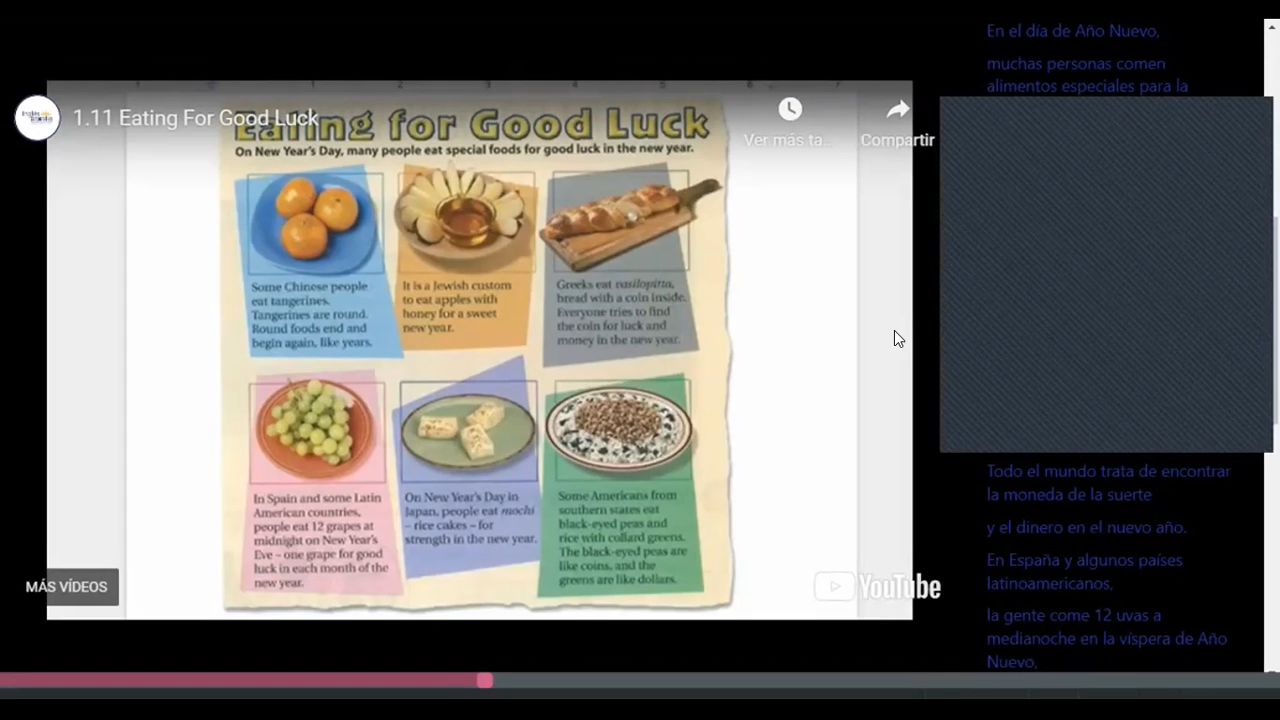 1.11 Eating For Good Luck
Eating for Good Luck
Ver más ta...
Compartir
On New Year's Day, many people eat special foods for good luck in the new year.
Some Chinese people
eat tangerines.
Tangerines are round.
Round foods end and
begin again, like years.
It is a Jewish custom
to eat apples with
honey for a sweet
new year.
Greeks eat vasilopitta,
bread with a coin inside.
Everyone tries to find
the coin for luck and
money in the new year.
In Spain and some Latin
American countries,
people eat 12 grapes at
midnight on New Year's
Eve – one grape for good
luck in each month of the
new year.
On New Year's Day in
Japan, people eat mochi
– rice cakes – for
strength in the new year.
Some Americans from
southern states eat
black-eyed peas and
rice with collard greens.
The black-eyed peas are
like coins, and the
greens are like dollars.
MÁS VÍDEOS
YouTube
En el día de Año Nuevo,
muchas personas comen
alimentos especiales para la
Todo el mundo trata de encontrar
la moneda de la suerte
y el dinero en el nuevo año.
En España y algunos países
latinoamericanos,
la gente come 12 uvas a
medianoche en la víspera de Año
Nuevo,